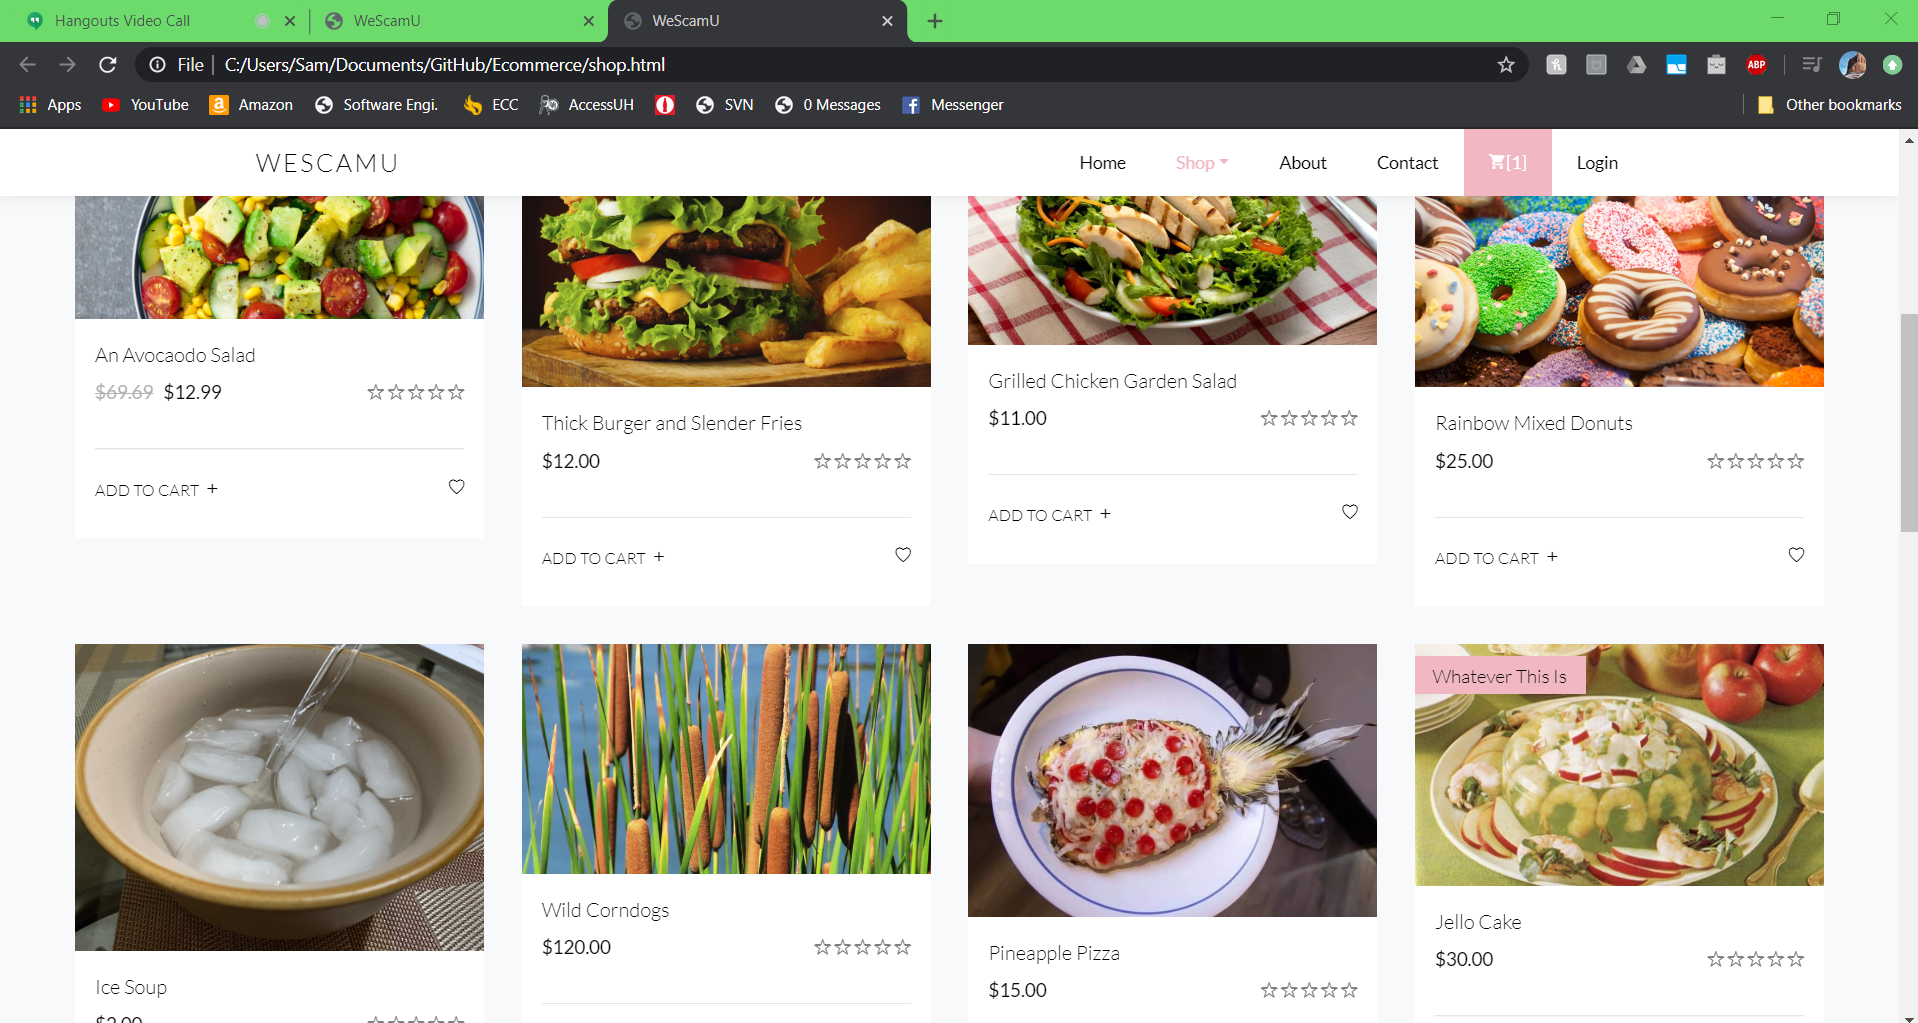 Hangouts Video Call
WeScamU
WeScamU
File
C:/Users/Sam/Documents/GitHub/Ecommerce/shop.html
ABP
Apps
YouTube
Amazon
Software Engi.
ECC
AccessUH
SVN
0 Messages
Messenger
Other bookmarks
WESCAMU
Home
Shop
About
Contact
[1]
Login
An Avocaodo Salad
$69.69 $12.99
ADD TO CART +
Thick Burger and Slender Fries
$12.00
ADD TO CART +
Grilled Chicken Garden Salad
$11.00
ADD TO CART +
Rainbow Mixed Donuts
$25.00
ADD TO CART +
Ice Soup
$2.00
Wild Corndogs
$120.00
Pineapple Pizza
$15.00
Whatever This Is
Jello Cake
$30.00